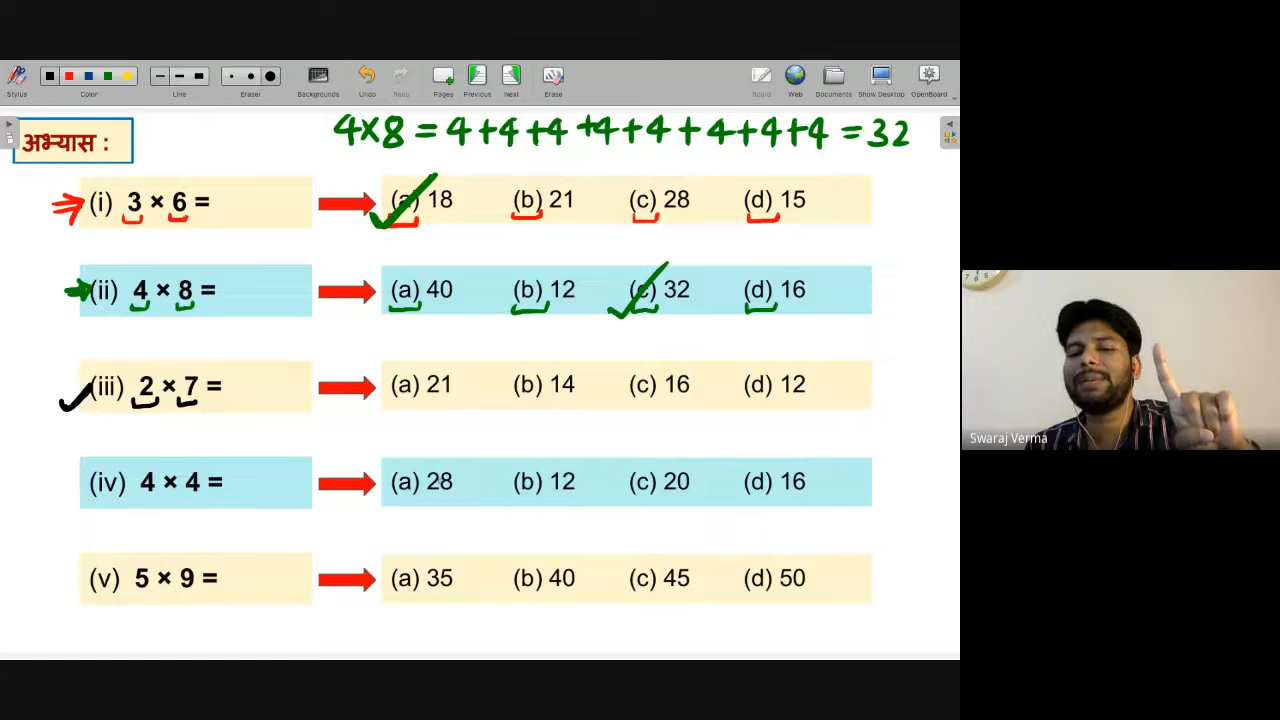 Stylus Color Line Eraser Backgrounds Undo Redo Pages Previous Next Erase Board Web Documents Show Desktop OpenBoard
अभ्यास :
4×8 = 4+4+4+4+4+4+4+4 = 32
(i) 3 × 6 = (a) 18 (b) 21 (c) 28 (d) 15
(ii) 4 × 8 = (a) 40 (b) 12 (c) 32 (d) 16
(iii) 2 × 7 = (a) 21 (b) 14 (c) 16 (d) 12
Swaraj Verma
(iv) 4 × 4 = (a) 28 (b) 12 (c) 20 (d) 16
(v) 5 × 9 = (a) 35 (b) 40 (c) 45 (d) 50